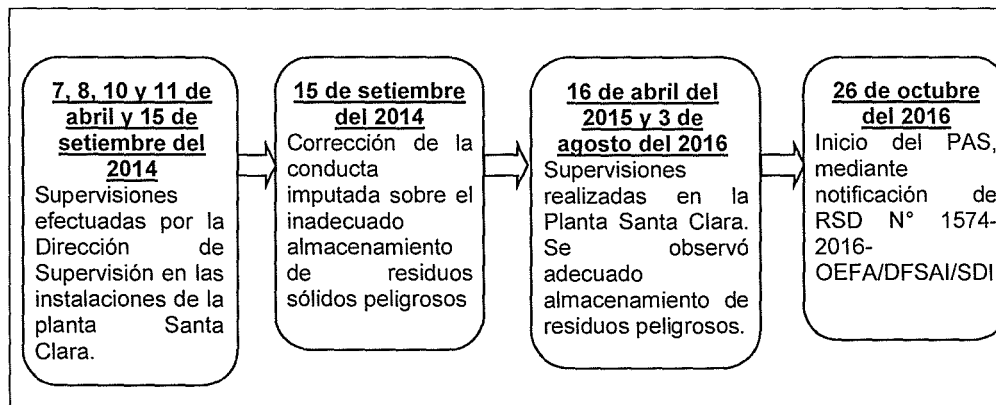 7, 8, 10 y 11 de
abril y 15 de
setiembre del
2014
Supervisiones
efectuadas por la
Dirección de
Supervisión en las
instalaciones de la
planta Santa
Clara.
15 de setiembre
del 2014
Corrección de la
conducta
imputada sobre el
inadecuado
almacenamiento
de residuos
sólidos peligrosos
16 de abril del
2015 y 3 de
agosto del 2016
Supervisiones
realizadas en la
Planta Santa Clara.
Se observó
adecuado
almacenamiento de
residuos peligrosos.
26 de octubre
del 2016
Inicio del PAS,
mediante
notificación de
RSD N° 1574-
2016-
OEFA/DFSAI/SDI